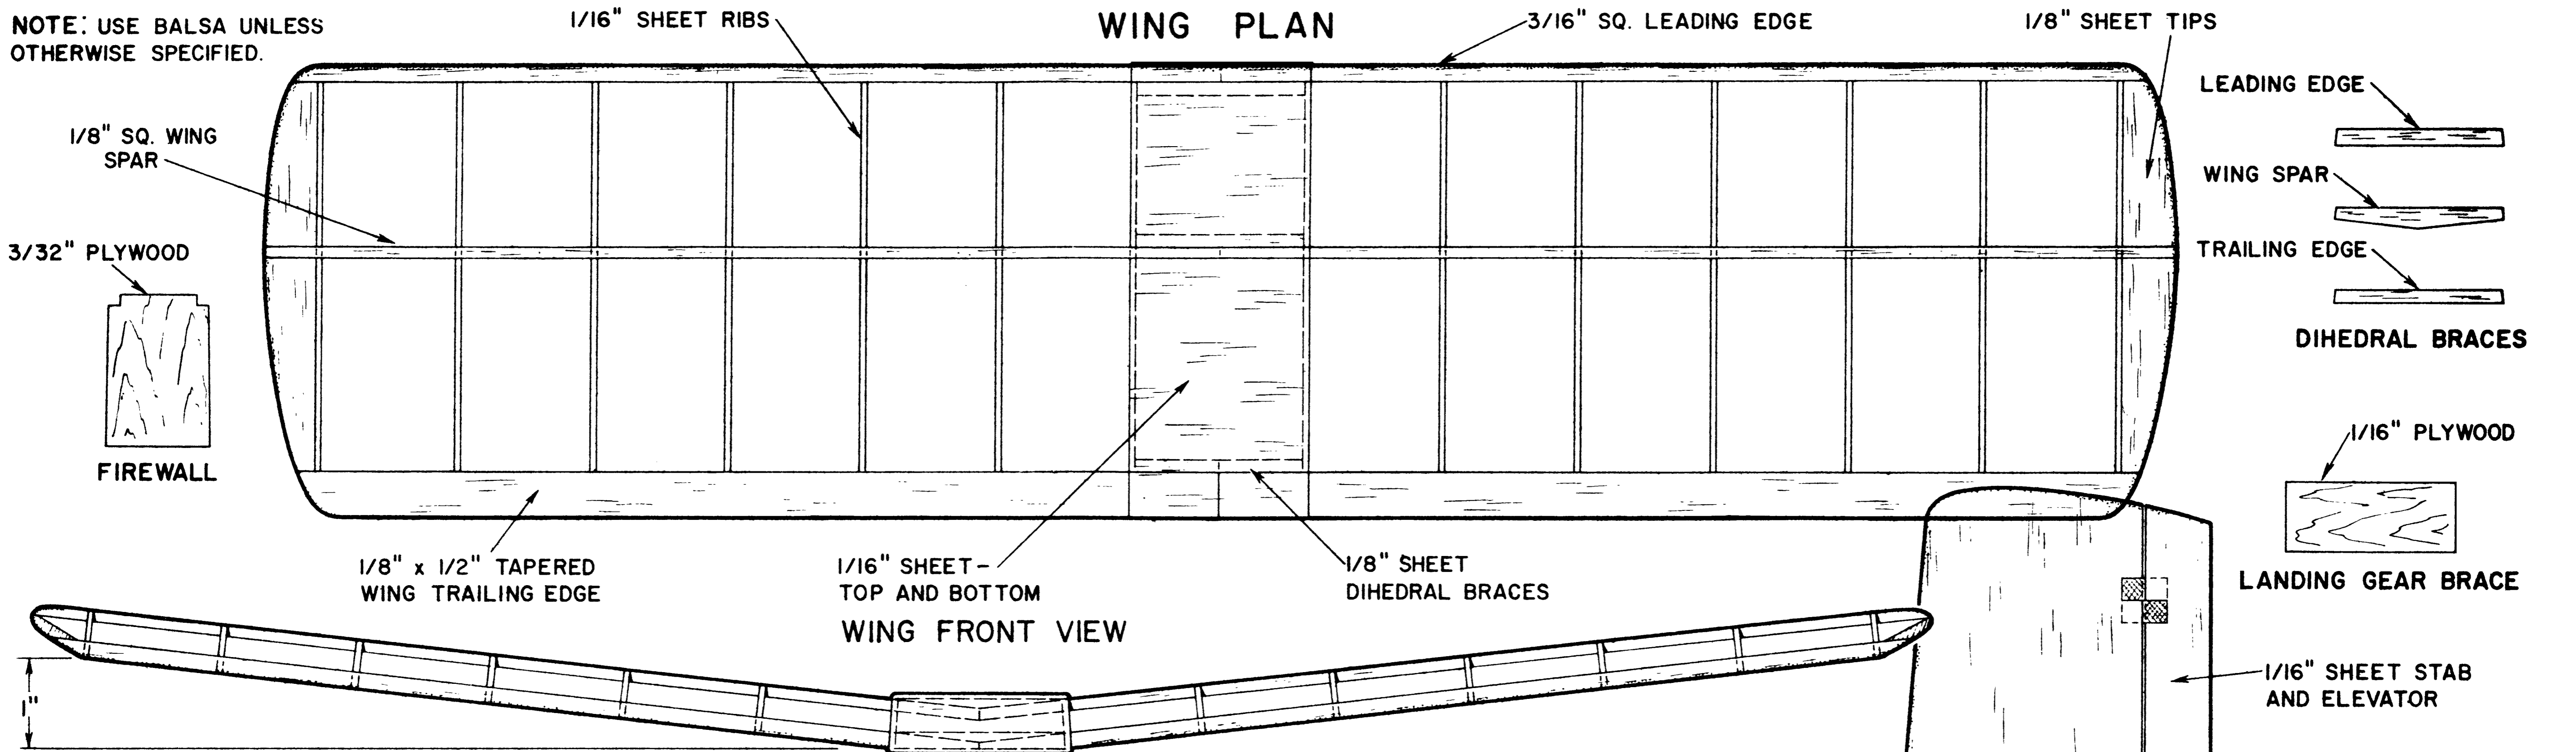 NOTE: USE BALSA UNLESS
OTHERWISE SPECIFIED.
1/16" SHEET RIBS
WING PLAN
3/16" SQ. LEADING EDGE
1/8" SHEET TIPS
LEADING EDGE
1/8" SQ. WING
SPAR
WING SPAR
3/32" PLYWOOD
TRAILING EDGE
DIHEDRAL BRACES
FIREWALL
1/16" PLYWOOD
1/8" x 1/2" TAPERED
WING TRAILING EDGE
1/16" SHEET-
TOP AND BOTTOM
1/8" SHEET
DIHEDRAL BRACES
LANDING GEAR BRACE
WING FRONT VIEW
1/16" SHEET STAB
AND ELEVATOR
1"